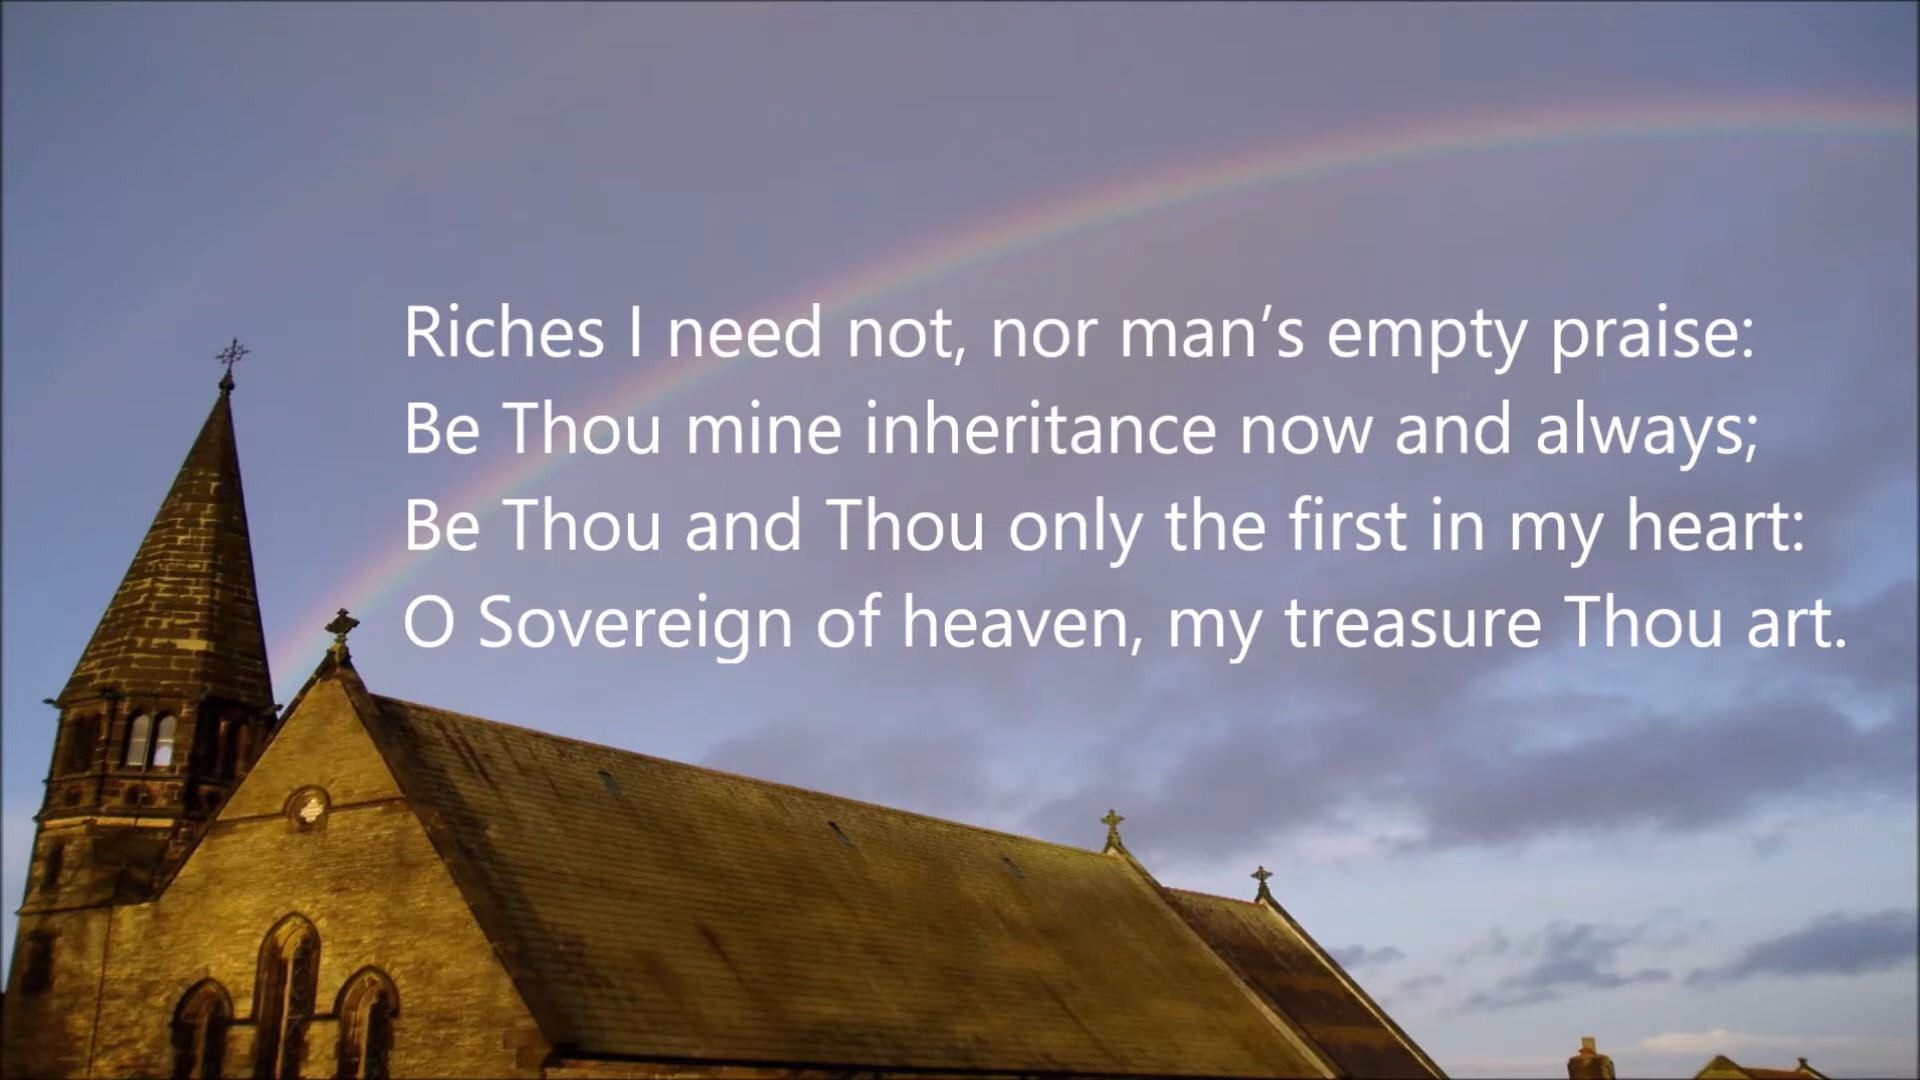 Riches I need not, nor man’s empty praise:
Be Thou mine inheritance now and always;
Be Thou and Thou only the first in my heart:
O Sovereign of heaven, my treasure Thou art.